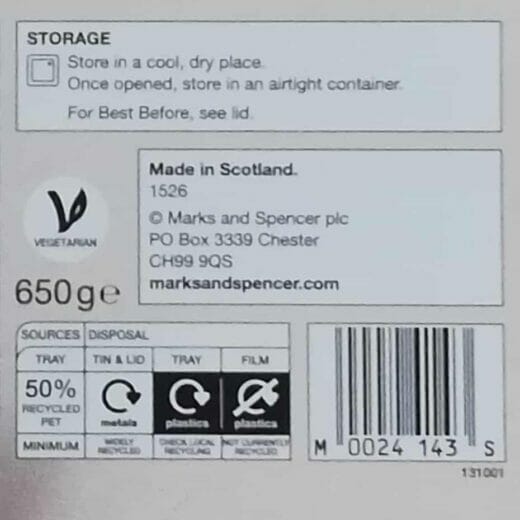 STORAGE
Store in a cool, dry place.
Once opened, store in an airtight container.
For Best Before, see lid.
Made in Scotland.
1526
© Marks and Spencer plc
PO Box 3339 Chester
CH99 9QS
marksandspencer.com
VEGETARIAN
650g e
SOURCES DISPOSAL
TRAY TIN & LID TRAY FILM
50%
RECYCLED
PET
metals plastics plastics
MINIMUM
WIDELY RECYCLED
CHECK LOCAL RECYCLING
NOT CURRENTLY RECYCLED
M 0024 143 S
131001